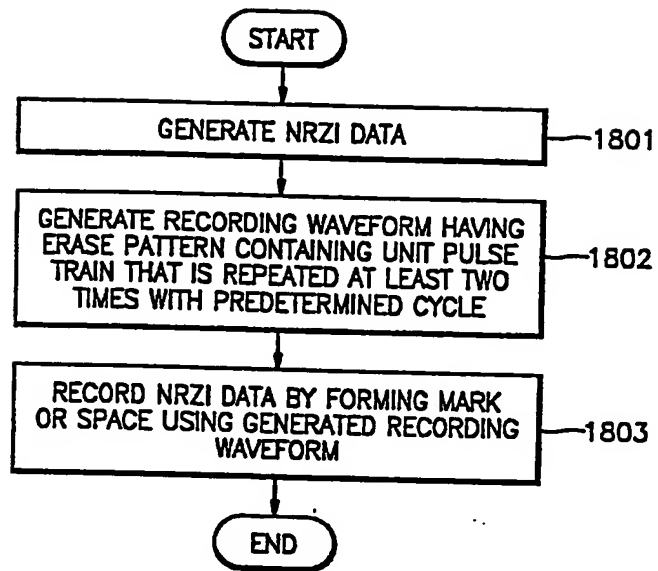 START
GENERATE NRZI DATA
1801
GENERATE RECORDING WAVEFORM HAVING
ERASE PATTERN CONTAINING UNIT PULSE
TRAIN THAT IS REPEATED AT LEAST TWO
TIMES WITH PREDETERMINED CYCLE
1802
RECORD NRZI DATA BY FORMING MARK
OR SPACE USING GENERATED RECORDING
WAVEFORM
1803
END